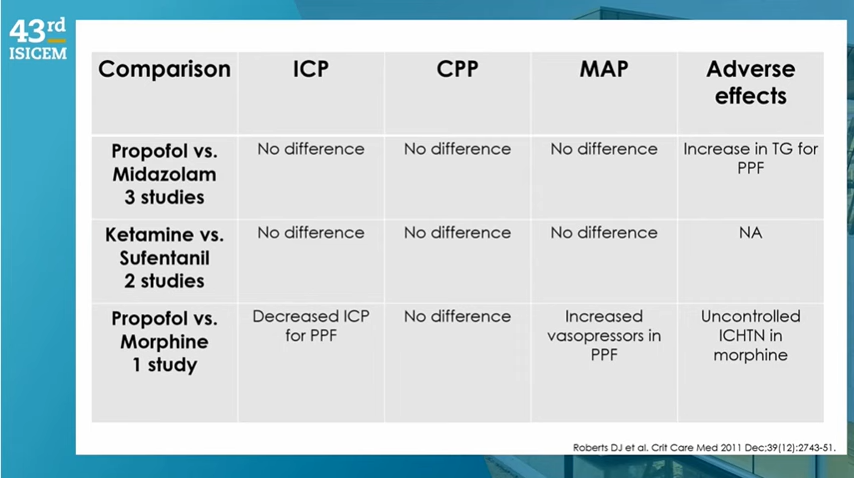 43rd
ISICEM
Comparison
ICP
CPP
MAP
Adverse
effects
Propofol vs.
Midazolam
3 studies
No difference
No difference
No difference
Increase in TG for
PPF
Ketamine vs.
Sufentanil
2 studies
No difference
No difference
No difference
NA
Propofol vs.
Morphine
1 study
Decreased ICP
for PPF
No difference
Increased
vasopressors in
PPF
Uncontrolled
ICHTN in
morphine
Roberts DJ et al. Crit Care Med 2011 Dec;39(12):2743-51.